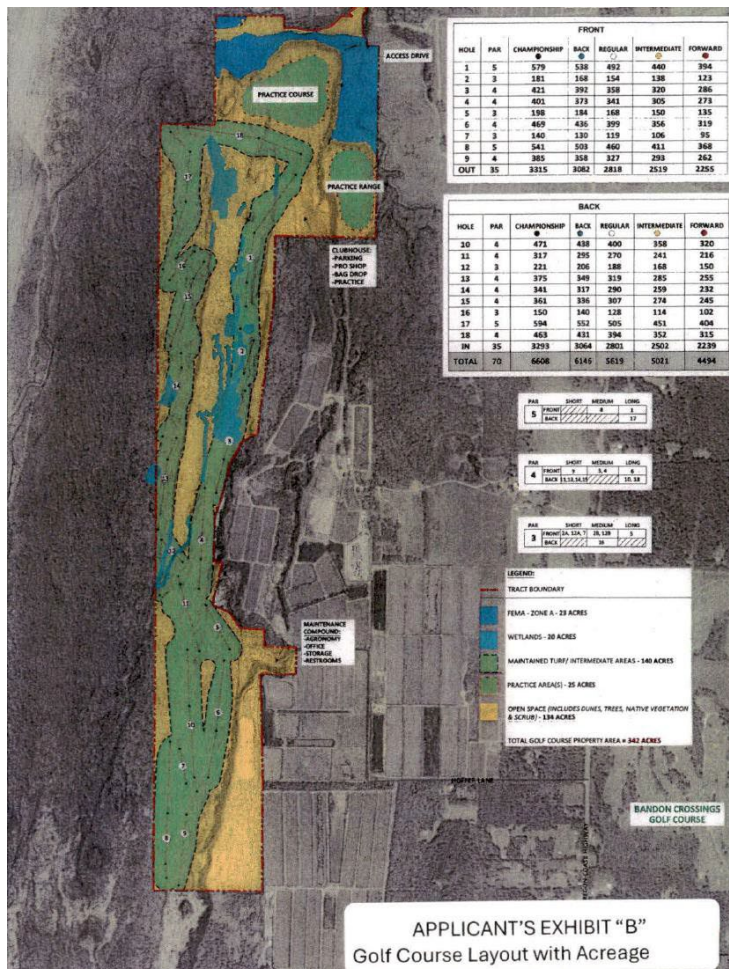 ACCESS DRIVE
PRACTICE COURSE
PRACTICE RANGE
CLUBHOUSE:
-PARKING
-PRO SHOP
-BAG DROP
-PRACTICE
MAINTENANCE
COMPOUND:
-AGRONOMY
-OFFICE
-STORAGE
-RESTROOMS
FRONT
HOLE PAR CHAMPIONSHIP BACK REGULAR INTERMEDIATE FORWARD
1 5 579 538 492 440 394
2 3 181 168 154 138 123
3 4 421 392 358 320 286
4 4 401 373 341 305 273
5 3 198 184 168 150 135
6 4 469 436 399 356 319
7 3 140 130 119 106 95
8 5 541 503 460 411 368
9 4 385 358 327 293 262
OUT 35 3315 3082 2818 2519 2255
BACK
HOLE PAR CHAMPIONSHIP BACK REGULAR INTERMEDIATE FORWARD
10 4 471 438 400 358 320
11 4 317 295 270 241 216
12 3 221 206 188 168 150
13 4 375 349 319 285 255
14 4 341 317 290 259 232
15 4 361 336 307 274 245
16 3 150 140 128 114 102
17 5 594 552 505 451 404
18 4 463 431 394 352 315
IN 35 3293 3064 2801 2502 2239
TOTAL 70 6608 6146 5619 5021 4494
PAR SHORT MEDIUM LONG
5 FRONT 8 1
BACK 17
PAR SHORT MEDIUM LONG
4 FRONT 9 3, 4 6
BACK 11,13,14,15 10, 18
PAR SHORT MEDIUM LONG
3 FRONT 2A, 12A, 7 2B, 12B 5
BACK 16
LEGEND:
TRACT BOUNDARY
FEMA - ZONE A - 23 ACRES
WETLANDS - 20 ACRES
MAINTAINED TURF/ INTERMEDIATE AREAS - 140 ACRES
PRACTICE AREA(S) - 25 ACRES
OPEN SPACE (INCLUDES DUNES, TREES, NATIVE VEGETATION
& SCRUB) - 134 ACRES
TOTAL GOLF COURSE PROPERTY AREA = 342 ACRES
LANE
BANDON CROSSINGS
GOLF COURSE
APPLICANT'S EXHIBIT "B"
Golf Course Layout with Acreage